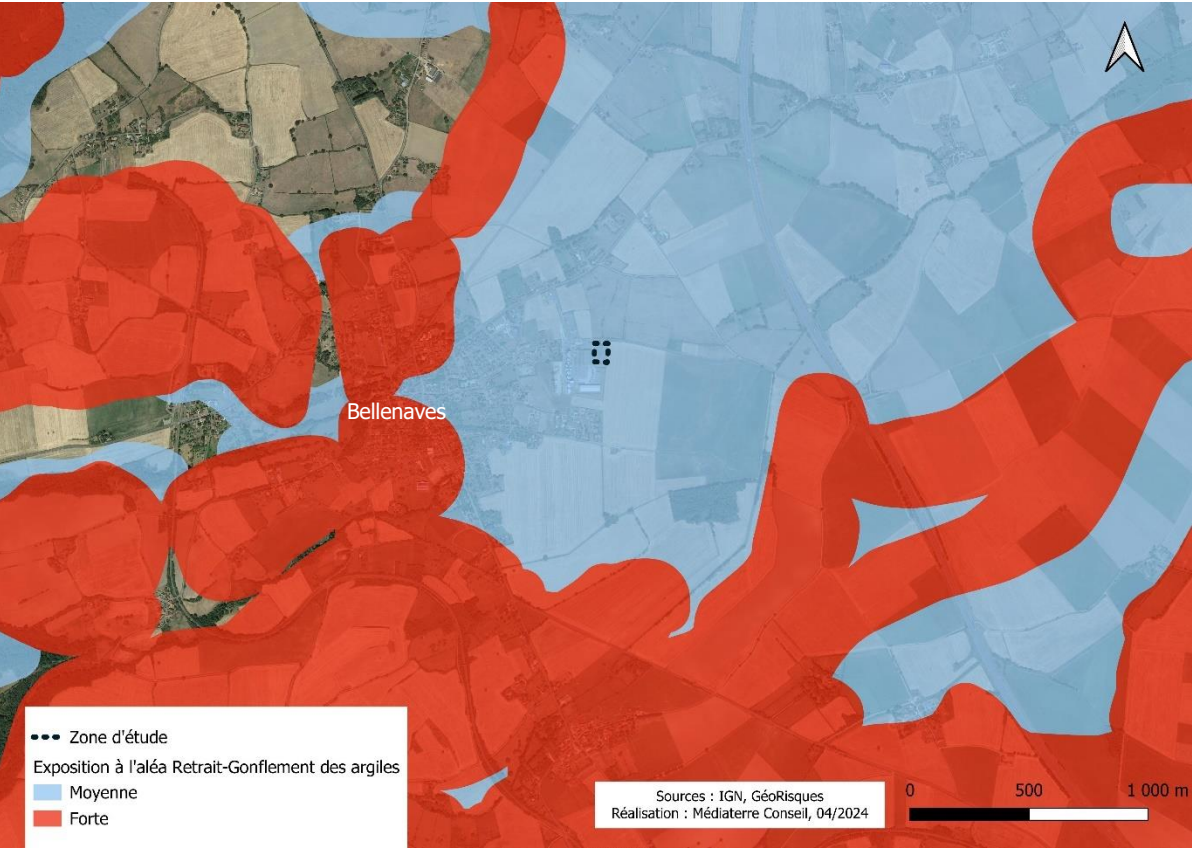 Bellenaves
Zone d'étude
Exposition à l'aléa Retrait-Gonflement des argiles
Moyenne
Forte
Sources : IGN, GéoRisques
Réalisation : Médiaterre Conseil, 04/2024
0 500 1 000 m